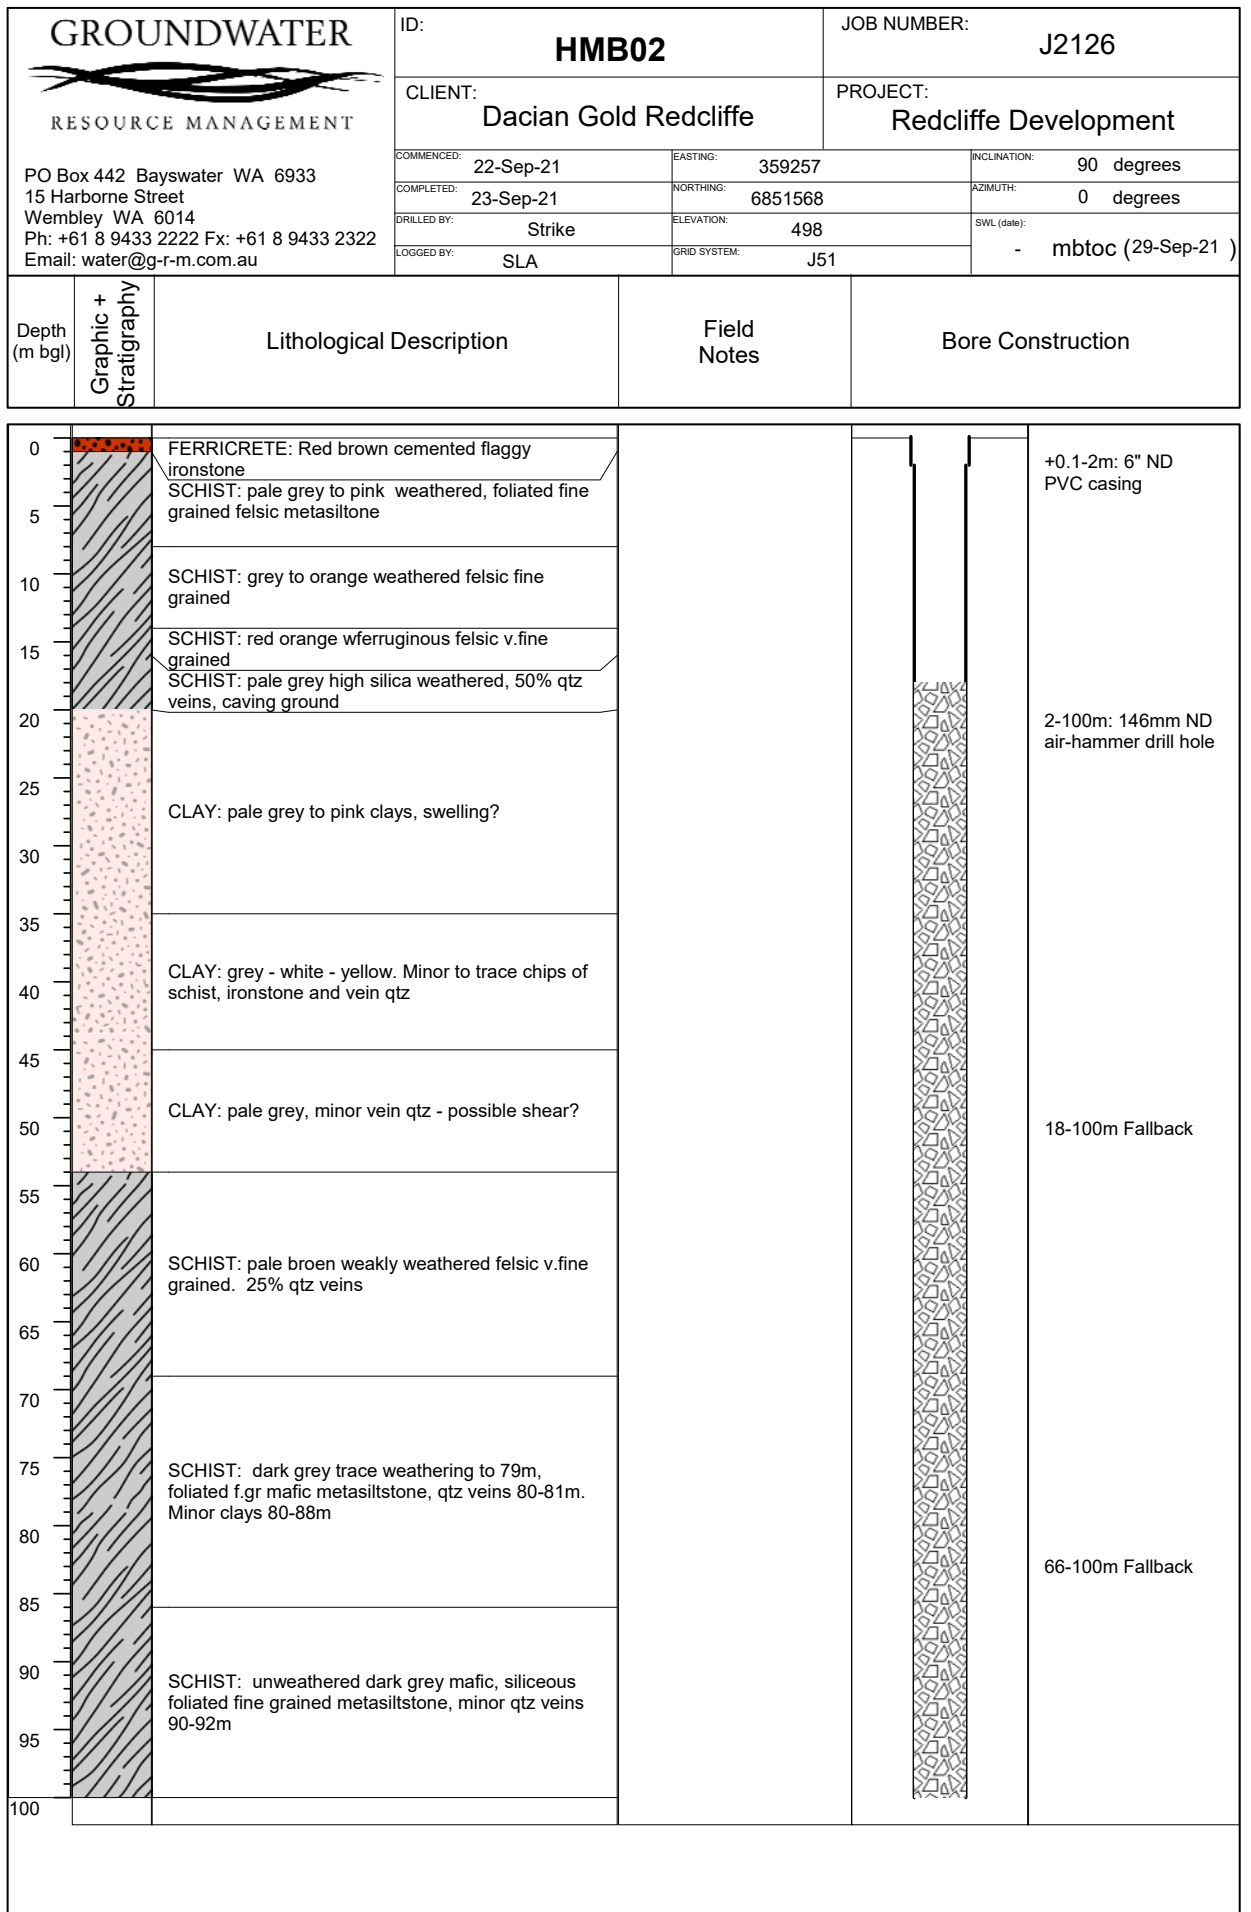 GROUNDWATER
RESOURCE MANAGEMENT
PO Box 442 Bayswater WA 6933
15 Harborne Street
Wembley WA 6014
Ph: +61 8 9433 2222 Fx: +61 8 9433 2322
Email: water@g-r-m.com.au
ID:
HMB02
JOB NUMBER:
J2126
CLIENT:
Dacian Gold Redcliffe
PROJECT:
Redcliffe Development
COMMENCED:
22-Sep-21
EASTING:
359257
INCLINATION:
90 degrees
COMPLETED:
23-Sep-21
NORTHING:
6851568
AZIMUTH:
0 degrees
DRILLED BY:
Strike
ELEVATION:
498
SWL (date):
- mbtoc (29-Sep-21 )
LOGGED BY:
SLA
GRID SYSTEM:
J51
Depth
(m bgl)
Graphic +
Stratigraphy
Lithological Description
Field
Notes
Bore Construction
0
FERRICRETE: Red brown cemented flaggy
ironstone
+0.1-2m: 6" ND
PVC casing
SCHIST: pale grey to pink weathered, foliated fine
grained felsic metasiltone
5
10
SCHIST: grey to orange weathered felsic fine
grained
15
SCHIST: red orange wferruginous felsic v.fine
grained
SCHIST: pale grey high silica weathered, 50% qtz
veins, caving ground
20
2-100m: 146mm ND
air-hammer drill hole
25
CLAY: pale grey to pink clays, swelling?
30
35
CLAY: grey - white - yellow. Minor to trace chips of
schist, ironstone and vein qtz
40
45
CLAY: pale grey, minor vein qtz - possible shear?
50
18-100m Fallback
55
60
SCHIST: pale broen weakly weathered felsic v.fine
grained. 25% qtz veins
65
70
75
SCHIST: dark grey trace weathering to 79m,
foliated f.gr mafic metasiltstone, qtz veins 80-81m.
Minor clays 80-88m
80
66-100m Fallback
85
90
SCHIST: unweathered dark grey mafic, siliceous
foliated fine grained metasiltstone, minor qtz veins
90-92m
95
100